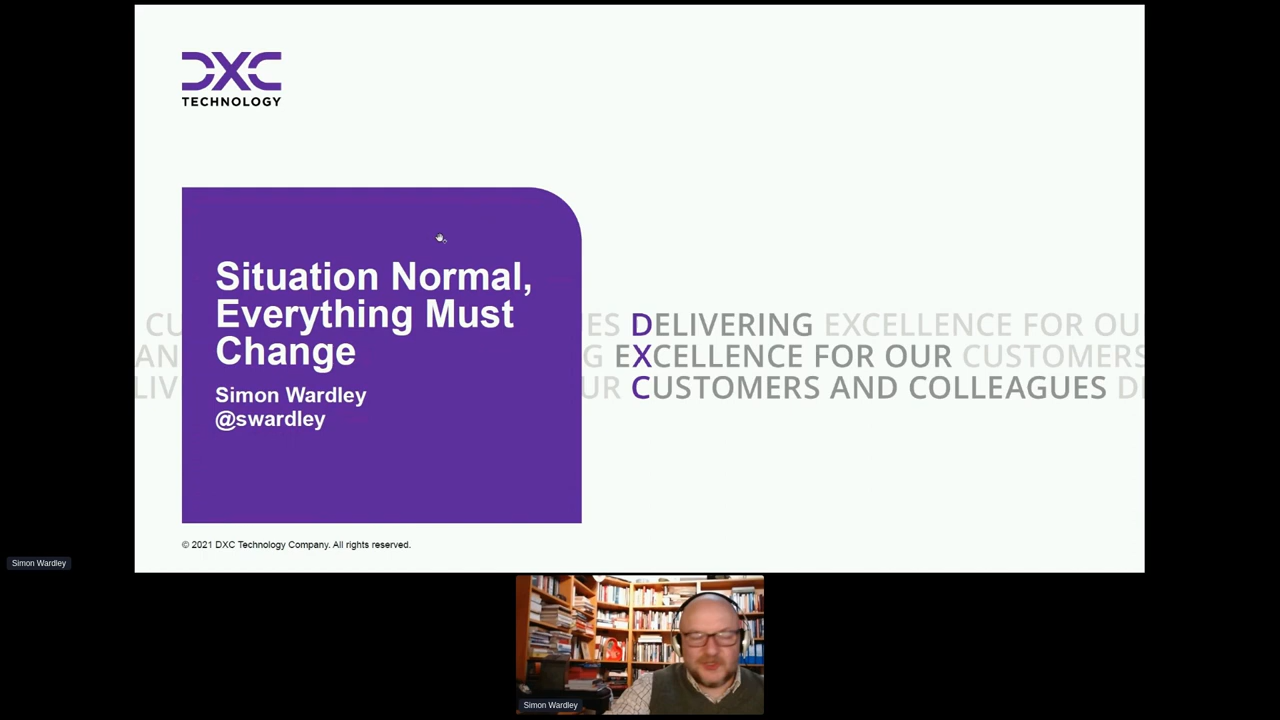 DXC
TECHNOLOGY
Situation Normal,
Everything Must
Change
Simon Wardley
@swardley
DELIVERING EXCELLENCE FOR OU
EXCELLENCE FOR OUR CUSTOMERS
CUSTOMERS AND COLLEAGUES
© 2021 DXC Technology Company. All rights reserved.
Simon Wardley
Simon Wardley